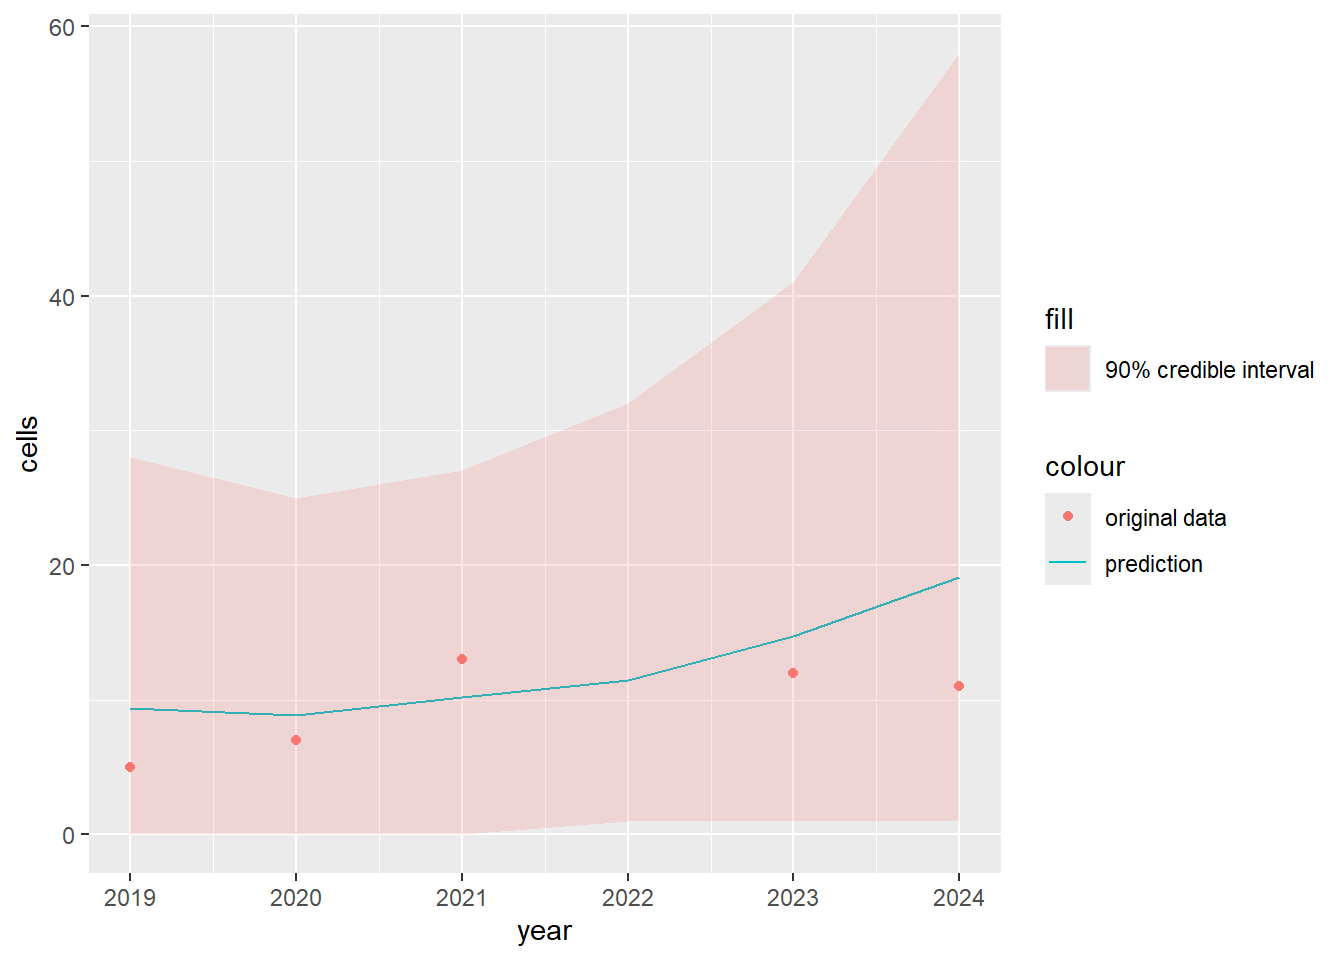 60
40
20
0
cells
2019 2020 2021 2022 2023 2024
year
fill
90% credible interval
colour
original data
prediction